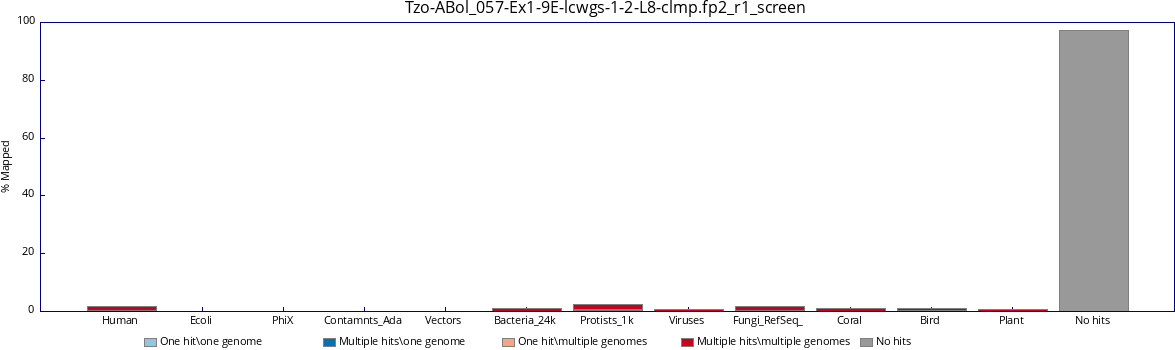 Tzo-ABol_057-Ex1-9E-lcwgs-1-2-L8-clmp.fp2_r1_screen
100
80
60
40
20
0
% Mapped
Human Ecoli PhiX Contamnts_Ada Vectors Bacteria_24k Protists_1k Viruses Fungi_RefSeq_ Coral Bird Plant No hits
One hit\one genome Multiple hits\one genome One hit\multiple genomes Multiple hits\multiple genomes No hits